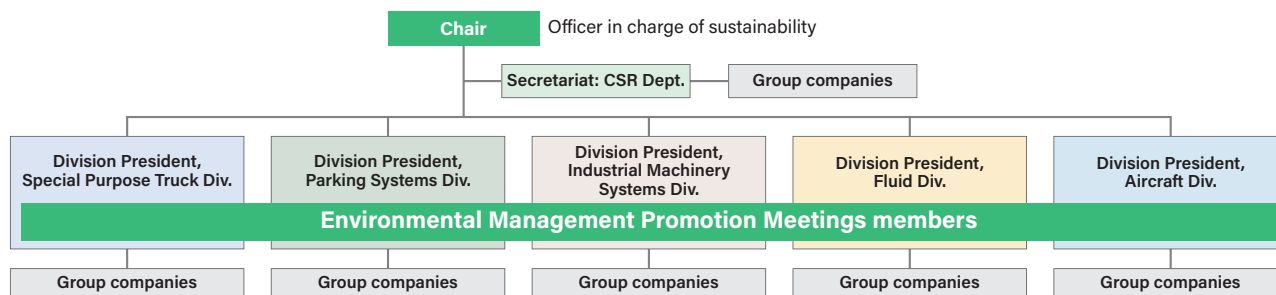 Chair
Officer in charge of sustainability
Secretariat: CSR Dept.
Group companies
Division President,
Special Purpose Truck Div.
Division President,
Parking Systems Div.
Division President,
Industrial Machinery
Systems Div.
Division President,
Fluid Div.
Division President,
Aircraft Div.
Environmental Management Promotion Meetings members
Group companies
Group companies
Group companies
Group companies
Group companies